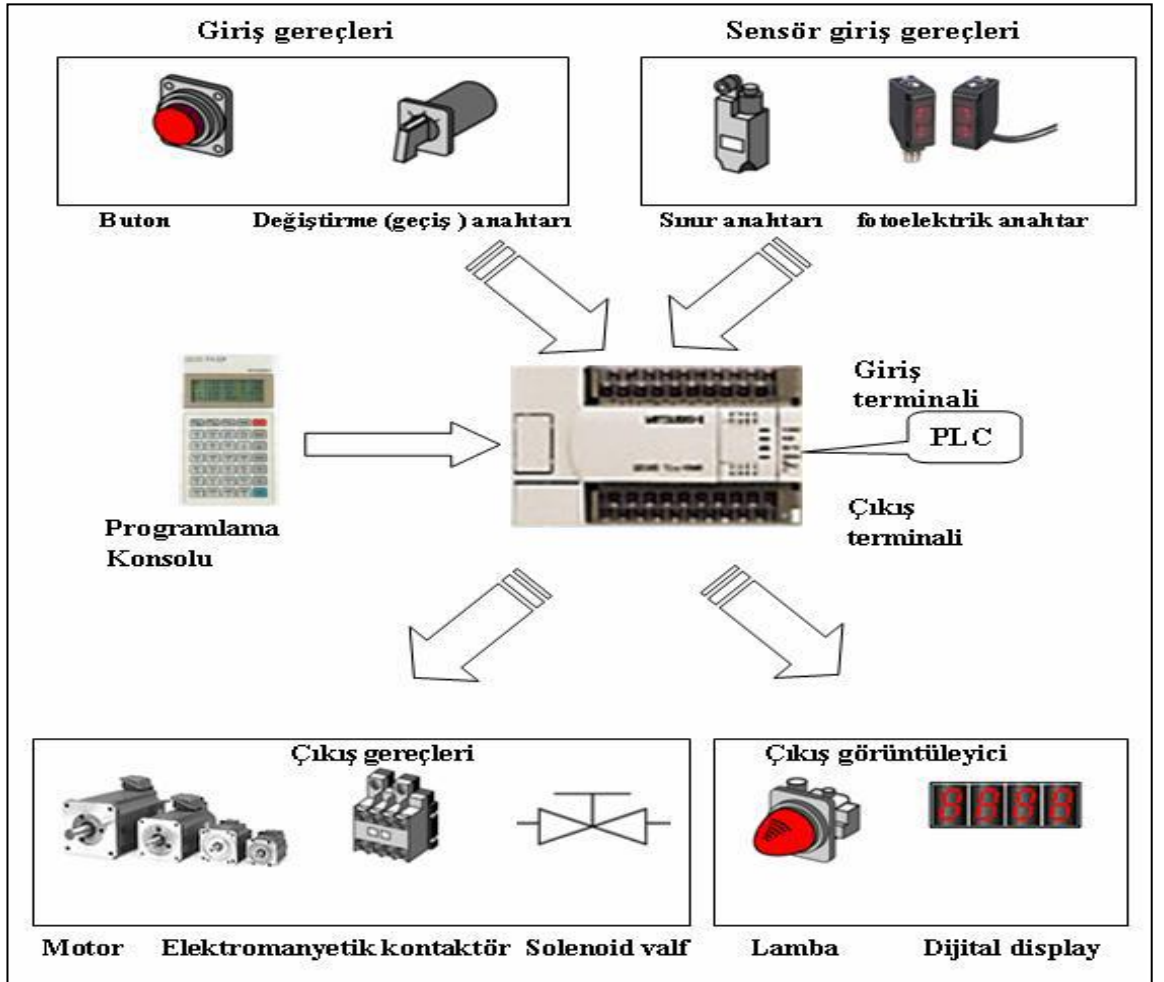 Giriş gereçleri
Sensör giriş gereçleri
Buton
Değiştirme (geçiş ) anahtarı
Sınır anahtarı
fotoelektrik anahtar
Giriş
terminali
PLC
MITSUBISHI
Programlama
Konsolu
Çıkış
terminali
Çıkış gereçleri
Çıkış görüntüleyici
Motor
Elektromanyetik kontaktör
Solenoid valf
Lamba
Dijital display